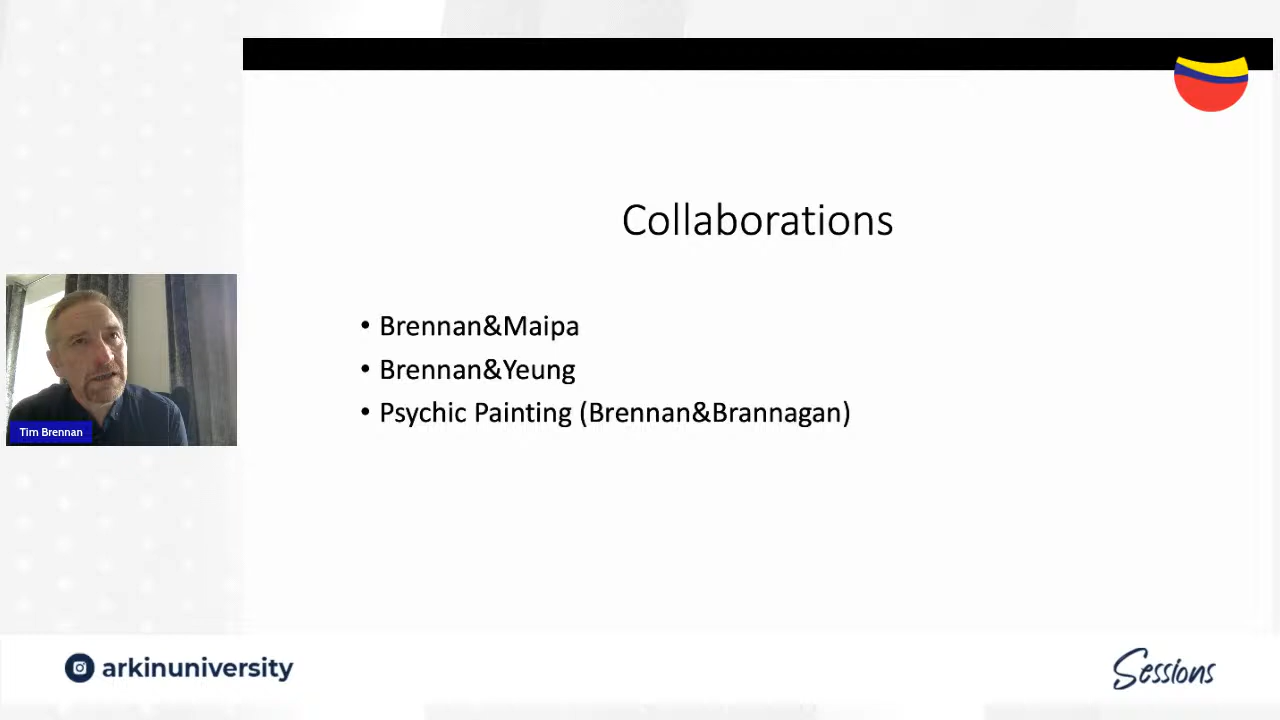 Collaborations
• Brennan&Maipa
• Brennan&Yeung
• Psychic Painting (Brennan&Brannagan)
Tim Brennan
arkinuniversity
Sessions